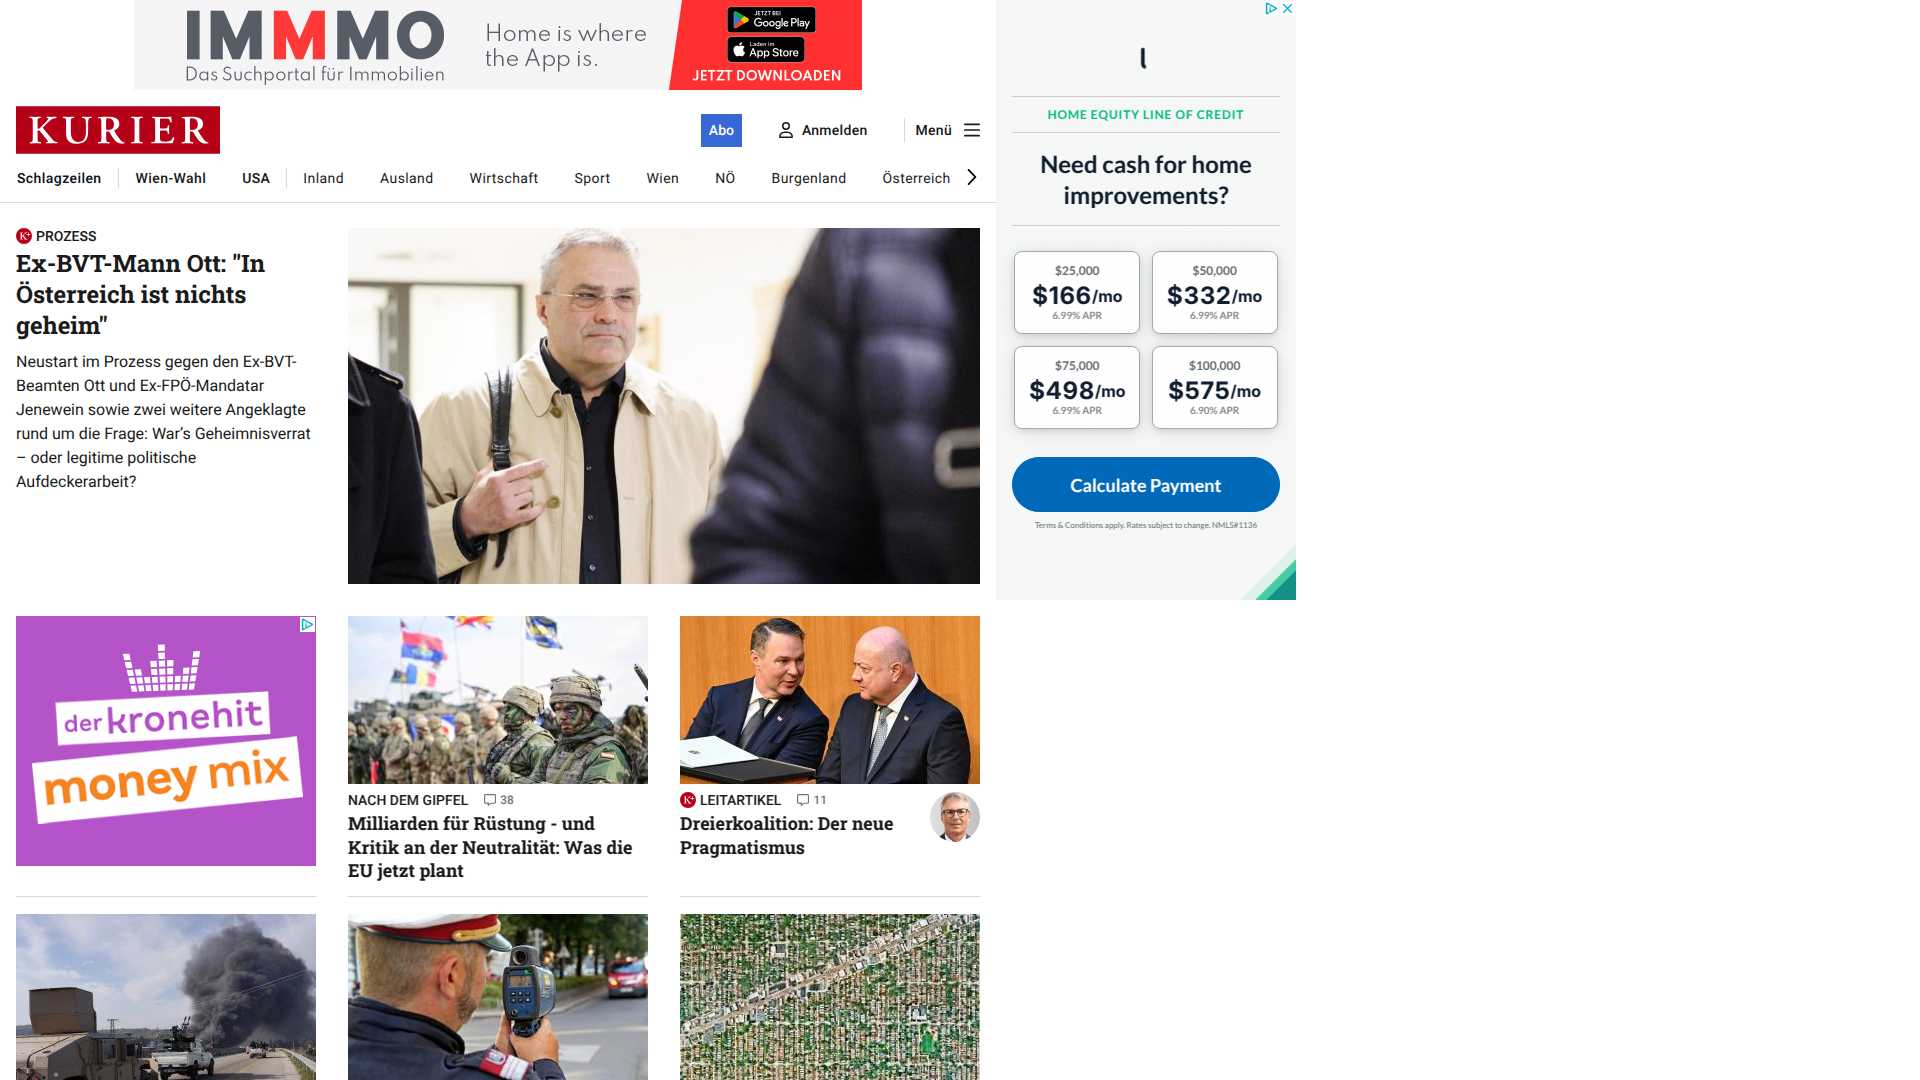 IMMMO
Das Suchportal für Immobilien
Home is where
the App is.
JETZT BEI
Google Play
Laden im
App Store
JETZT DOWNLOADEN
KURIER
Abo
Anmelden
Menü
Schlagzeilen
Wien-Wahl
USA
Inland
Ausland
Wirtschaft
Sport
Wien
NÖ
Burgenland
Österreich
K+ PROZESS
Ex-BVT-Mann Ott: "In
Österreich ist nichts
geheim"
Neustart im Prozess gegen den Ex-BVT-
Beamten Ott und Ex-FPÖ-Mandatar
Jenewein sowie zwei weitere Angeklagte
rund um die Frage: War's Geheimnisverrat
– oder legitime politische
Aufdeckerarbeit?
HOME EQUITY LINE OF CREDIT
Need cash for home
improvements?
$25,000
$166/mo
6.99% APR
$50,000
$332/mo
6.99% APR
$75,000
$498/mo
6.99% APR
$100,000
$575/mo
6.90% APR
Calculate Payment
Terms & Conditions apply. Rates subject to change. NMLS#1136
der kronehit
money mix
NACH DEM GIPFEL 38
Milliarden für Rüstung - und
Kritik an der Neutralität: Was die
EU jetzt plant
K+ LEITARTIKEL 11
Dreierkoalition: Der neue
Pragmatismus